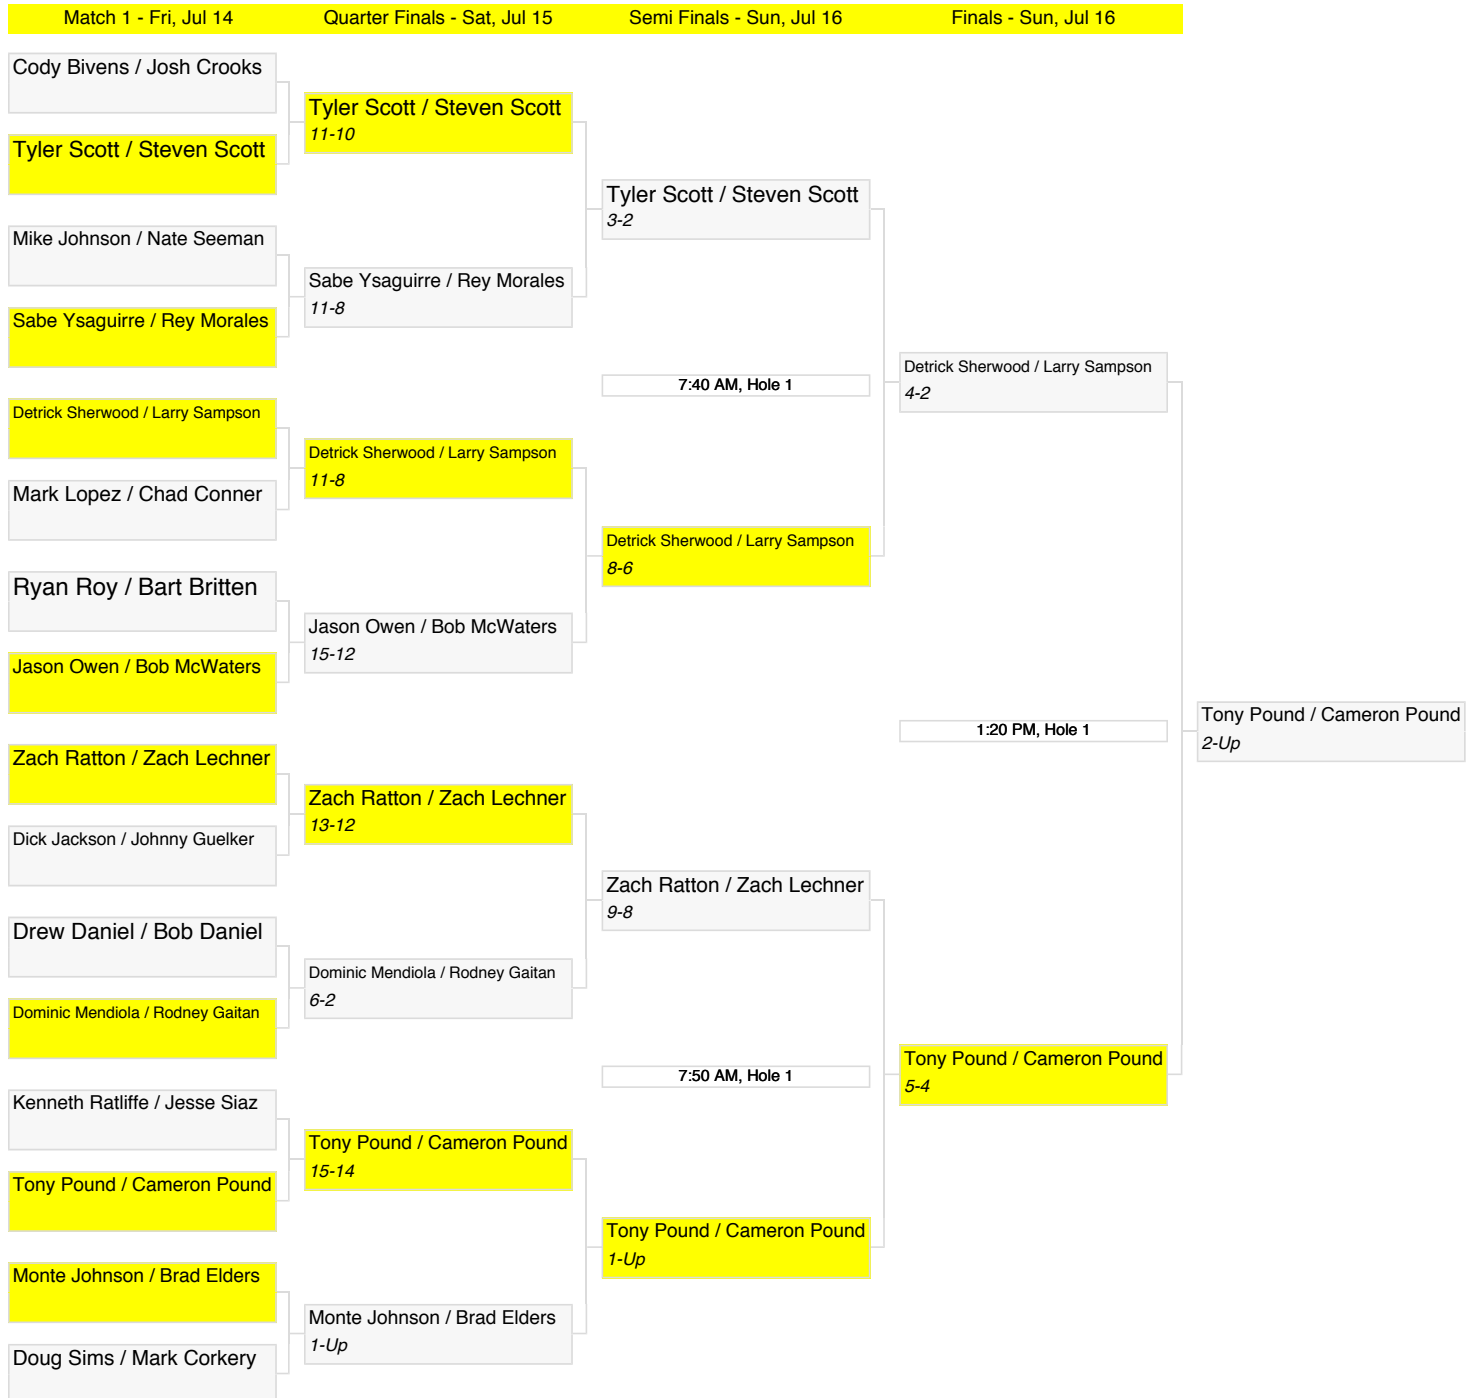 Match 1 - Fri, Jul 14
Quarter Finals - Sat, Jul 15
Semi Finals - Sun, Jul 16
Finals - Sun, Jul 16
Cody Bivens / Josh Crooks
Tyler Scott / Steven Scott
Mike Johnson / Nate Seeman
Sabe Ysaguirre / Rey Morales
Detrick Sherwood / Larry Sampson
Mark Lopez / Chad Conner
Ryan Roy / Bart Britten
Jason Owen / Bob McWaters
Zach Ratton / Zach Lechner
Dick Jackson / Johnny Guelker
Drew Daniel / Bob Daniel
Dominic Mendiola / Rodney Gaitan
Kenneth Ratliffe / Jesse Siaz
Tony Pound / Cameron Pound
Monte Johnson / Brad Elders
Doug Sims / Mark Corkery
Tyler Scott / Steven Scott
11-10
Sabe Ysaguirre / Rey Morales
11-8
Detrick Sherwood / Larry Sampson
11-8
Jason Owen / Bob McWaters
15-12
Zach Ratton / Zach Lechner
13-12
Dominic Mendiola / Rodney Gaitan
6-2
Tony Pound / Cameron Pound
15-14
Monte Johnson / Brad Elders
1-Up
Tyler Scott / Steven Scott
3-2
7:40 AM, Hole 1
Detrick Sherwood / Larry Sampson
8-6
Zach Ratton / Zach Lechner
9-8
7:50 AM, Hole 1
Tony Pound / Cameron Pound
1-Up
Detrick Sherwood / Larry Sampson
4-2
1:20 PM, Hole 1
Tony Pound / Cameron Pound
5-4
Tony Pound / Cameron Pound
2-Up